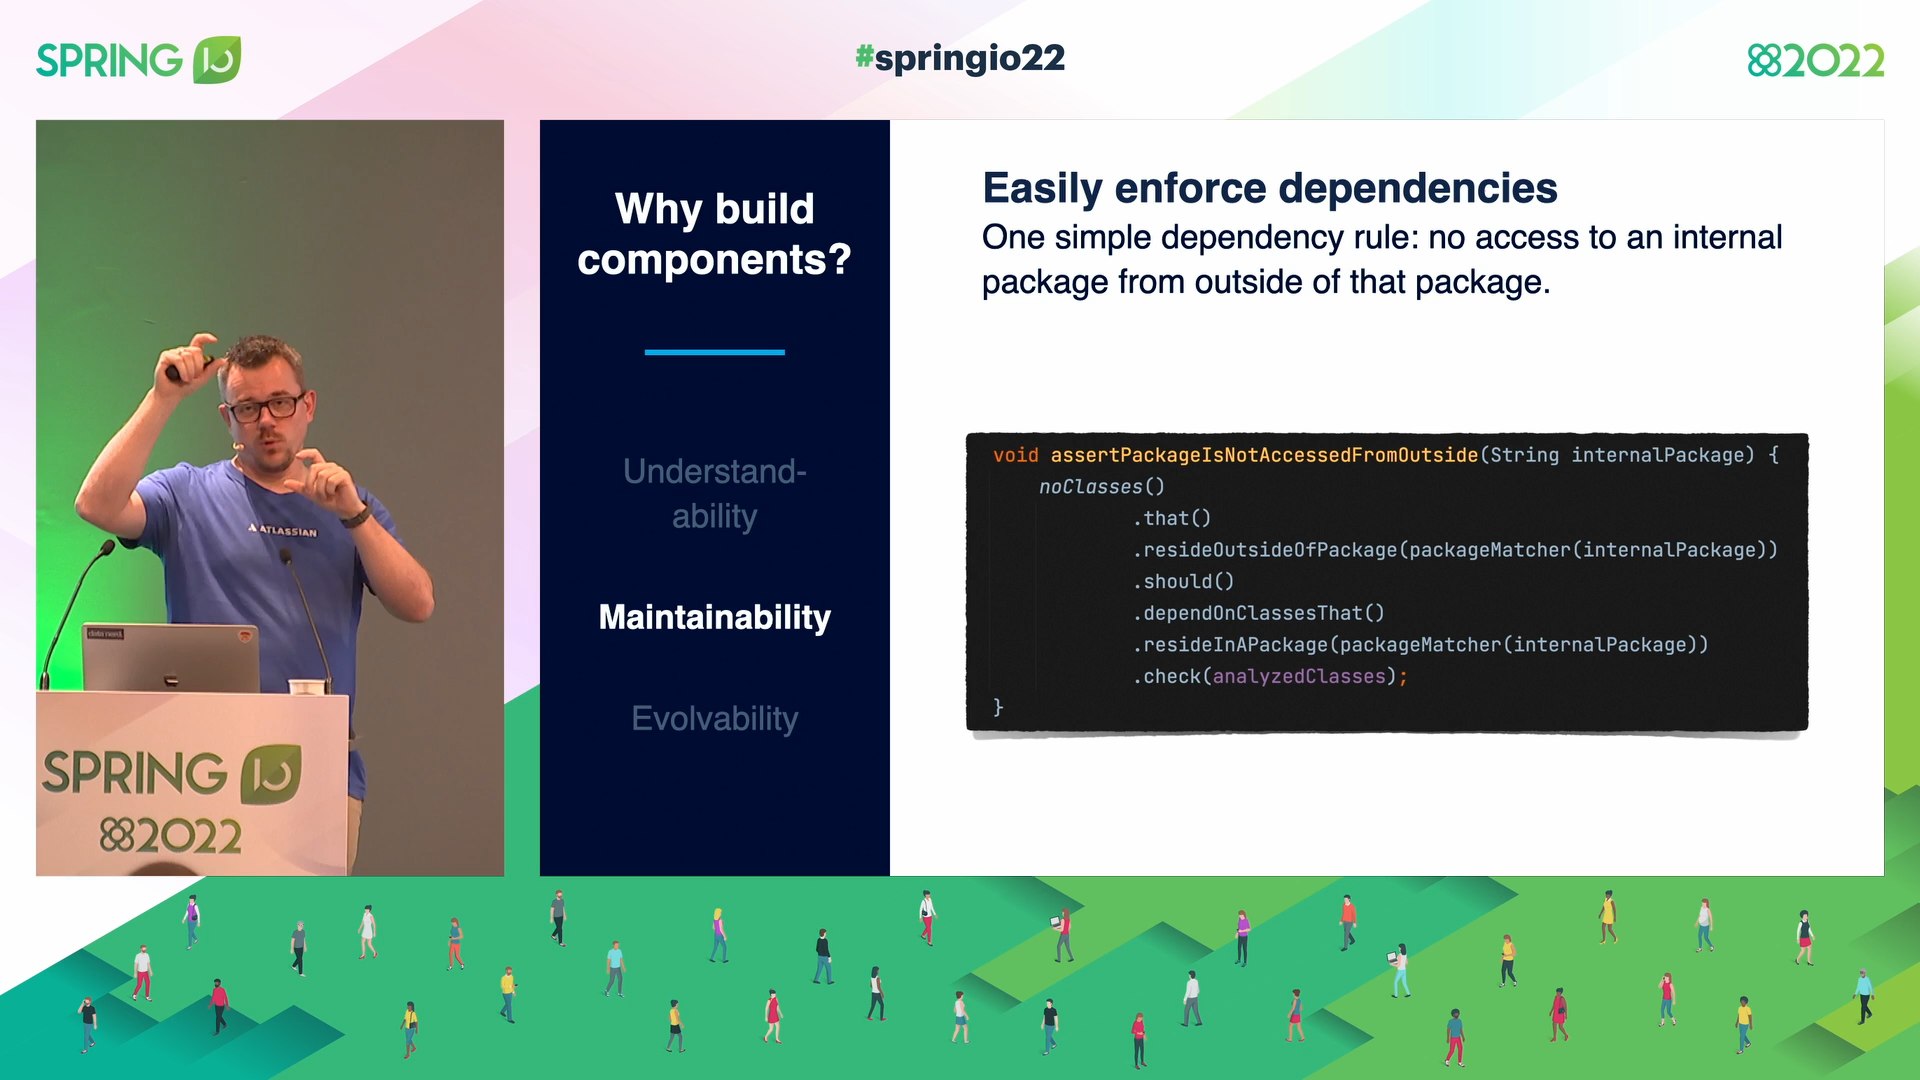 SPRING IO
#springio22
2022
Why build
components?
Understand-
ability
Maintainability
Evolvability
Easily enforce dependencies
One simple dependency rule: no access to an internal
package from outside of that package.
void assertPackageIsNotAccessedFromOutside(String internalPackage) {
noClasses()
.that()
.resideOutsideOfPackage(packageMatcher(internalPackage))
.should()
.dependOnClassesThat()
.resideInAPackage(packageMatcher(internalPackage))
.check(analyzedClasses);
}
ATLASSIAN
SPRING IO
2022